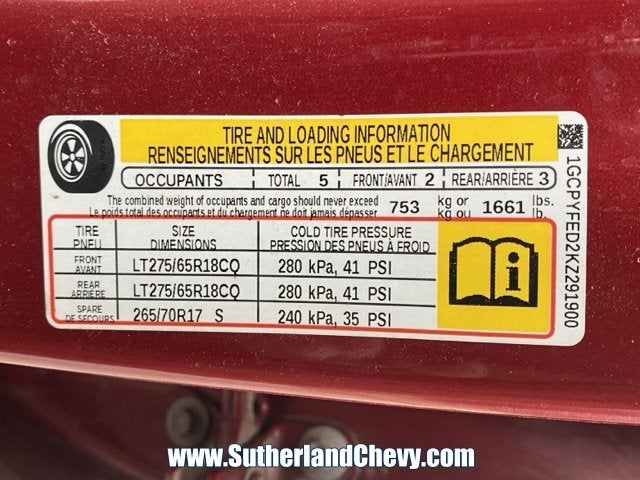 TIRE AND LOADING INFORMATION
RENSEIGNEMENTS SUR LES PNEUS ET LE CHARGEMENT
OCCUPANTS TOTAL 5 FRONT/AVANT 2 REAR/ARRIÈRE 3
The combined weight of occupants and cargo should never exceed 753 kg or 1661 lbs.
Le poids total des occupants et du chargement ne doit jamais dépasser kg ou lb.
TIRE SIZE COLD TIRE PRESSURE
PNEU DIMENSIONS PRESSION DES PNEUS À FROID
FRONT
AVANT LT275/65R18CQ 280 kPa, 41 PSI
REAR
ARRIÈRE LT275/65R18CQ 280 kPa, 41 PSI
SPARE
DE SECOURS 265/70R17 S 240 kPa, 35 PSI
1GCPYFED2KZ291900
www.SutherlandChevy.com